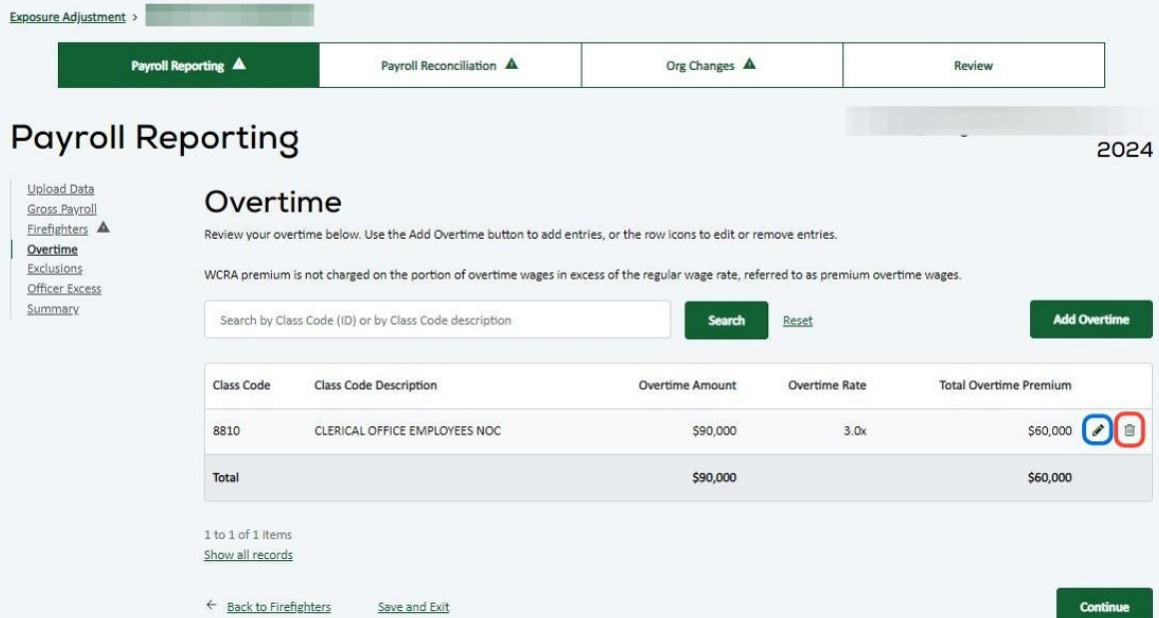 Exposure Adjustment >
Payroll Reporting
Payroll Reconciliation
Org Changes
Review
Payroll Reporting
2024
Upload Data
Gross Payroll
Firefighters
Overtime
Exclusions
Officer Excess
Summary
Overtime
Review your overtime below. Use the Add Overtime button to add entries, or the row icons to edit or remove entries.
WCRA premium is not charged on the portion of overtime wages in excess of the regular wage rate, referred to as premium overtime wages.
Search by Class Code (ID) or by Class Code description
Search
Reset
Add Overtime
Class Code Class Code Description Overtime Amount Overtime Rate Total Overtime Premium
8810 CLERICAL OFFICE EMPLOYEES NOC $90,000 3.0x $60,000
Total $90,000 $60,000
1 to 1 of 1 items
Show all records
← Back to Firefighters Save and Exit Continue